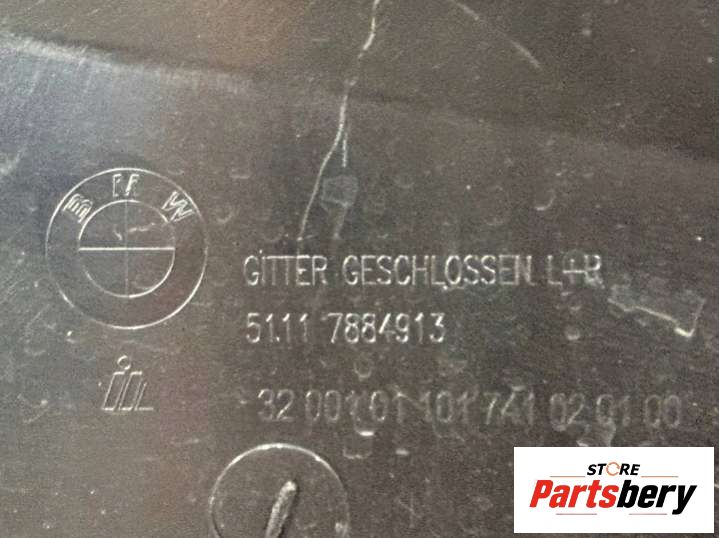 BMW
GITTER GESCHLOSSEN L+R
51.11 7884913
32 001 01 101 741 02 01 00
STORE
Partsbery